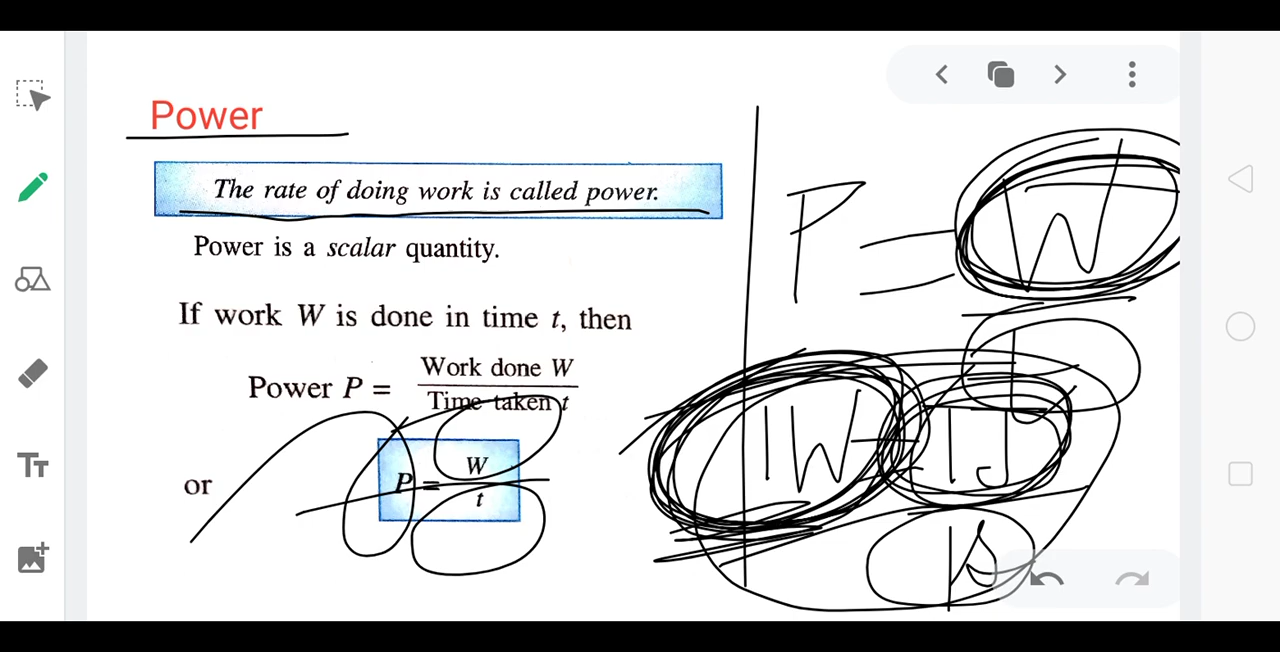 Power
The rate of doing work is called power.
Power is a scalar quantity.
If work W is done in time t, then
Power P = Work done W
Time taken t
or P = W
t
P = W
t
1W = 1J
1s
TT